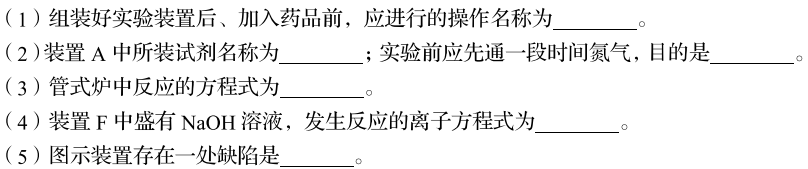 （1）组装好实验装置后、加入药品前，应进行的操作名称为________。
（2）装置 A 中所装试剂名称为________；实验前应先通一段时间氮气，目的是________。
（3）管式炉中反应的方程式为________。
（4）装置 F 中盛有 NaOH 溶液，发生反应的离子方程式为________。
（5）图示装置存在一处缺陷是________。